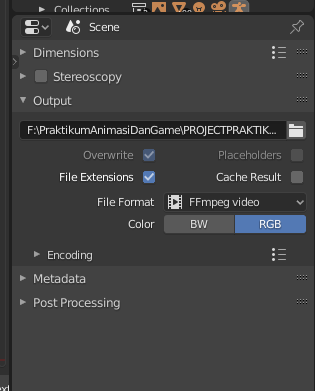 Collections
Scene
Dimensions
Stereoscopy
Output
F:\PraktikumAnimasiDanGame\PROJECTPRAKTIK...
Overwrite Placeholders
File Extensions Cache Result
File Format FFmpeg video
Color BW RGB
Encoding
Metadata
Post Processing